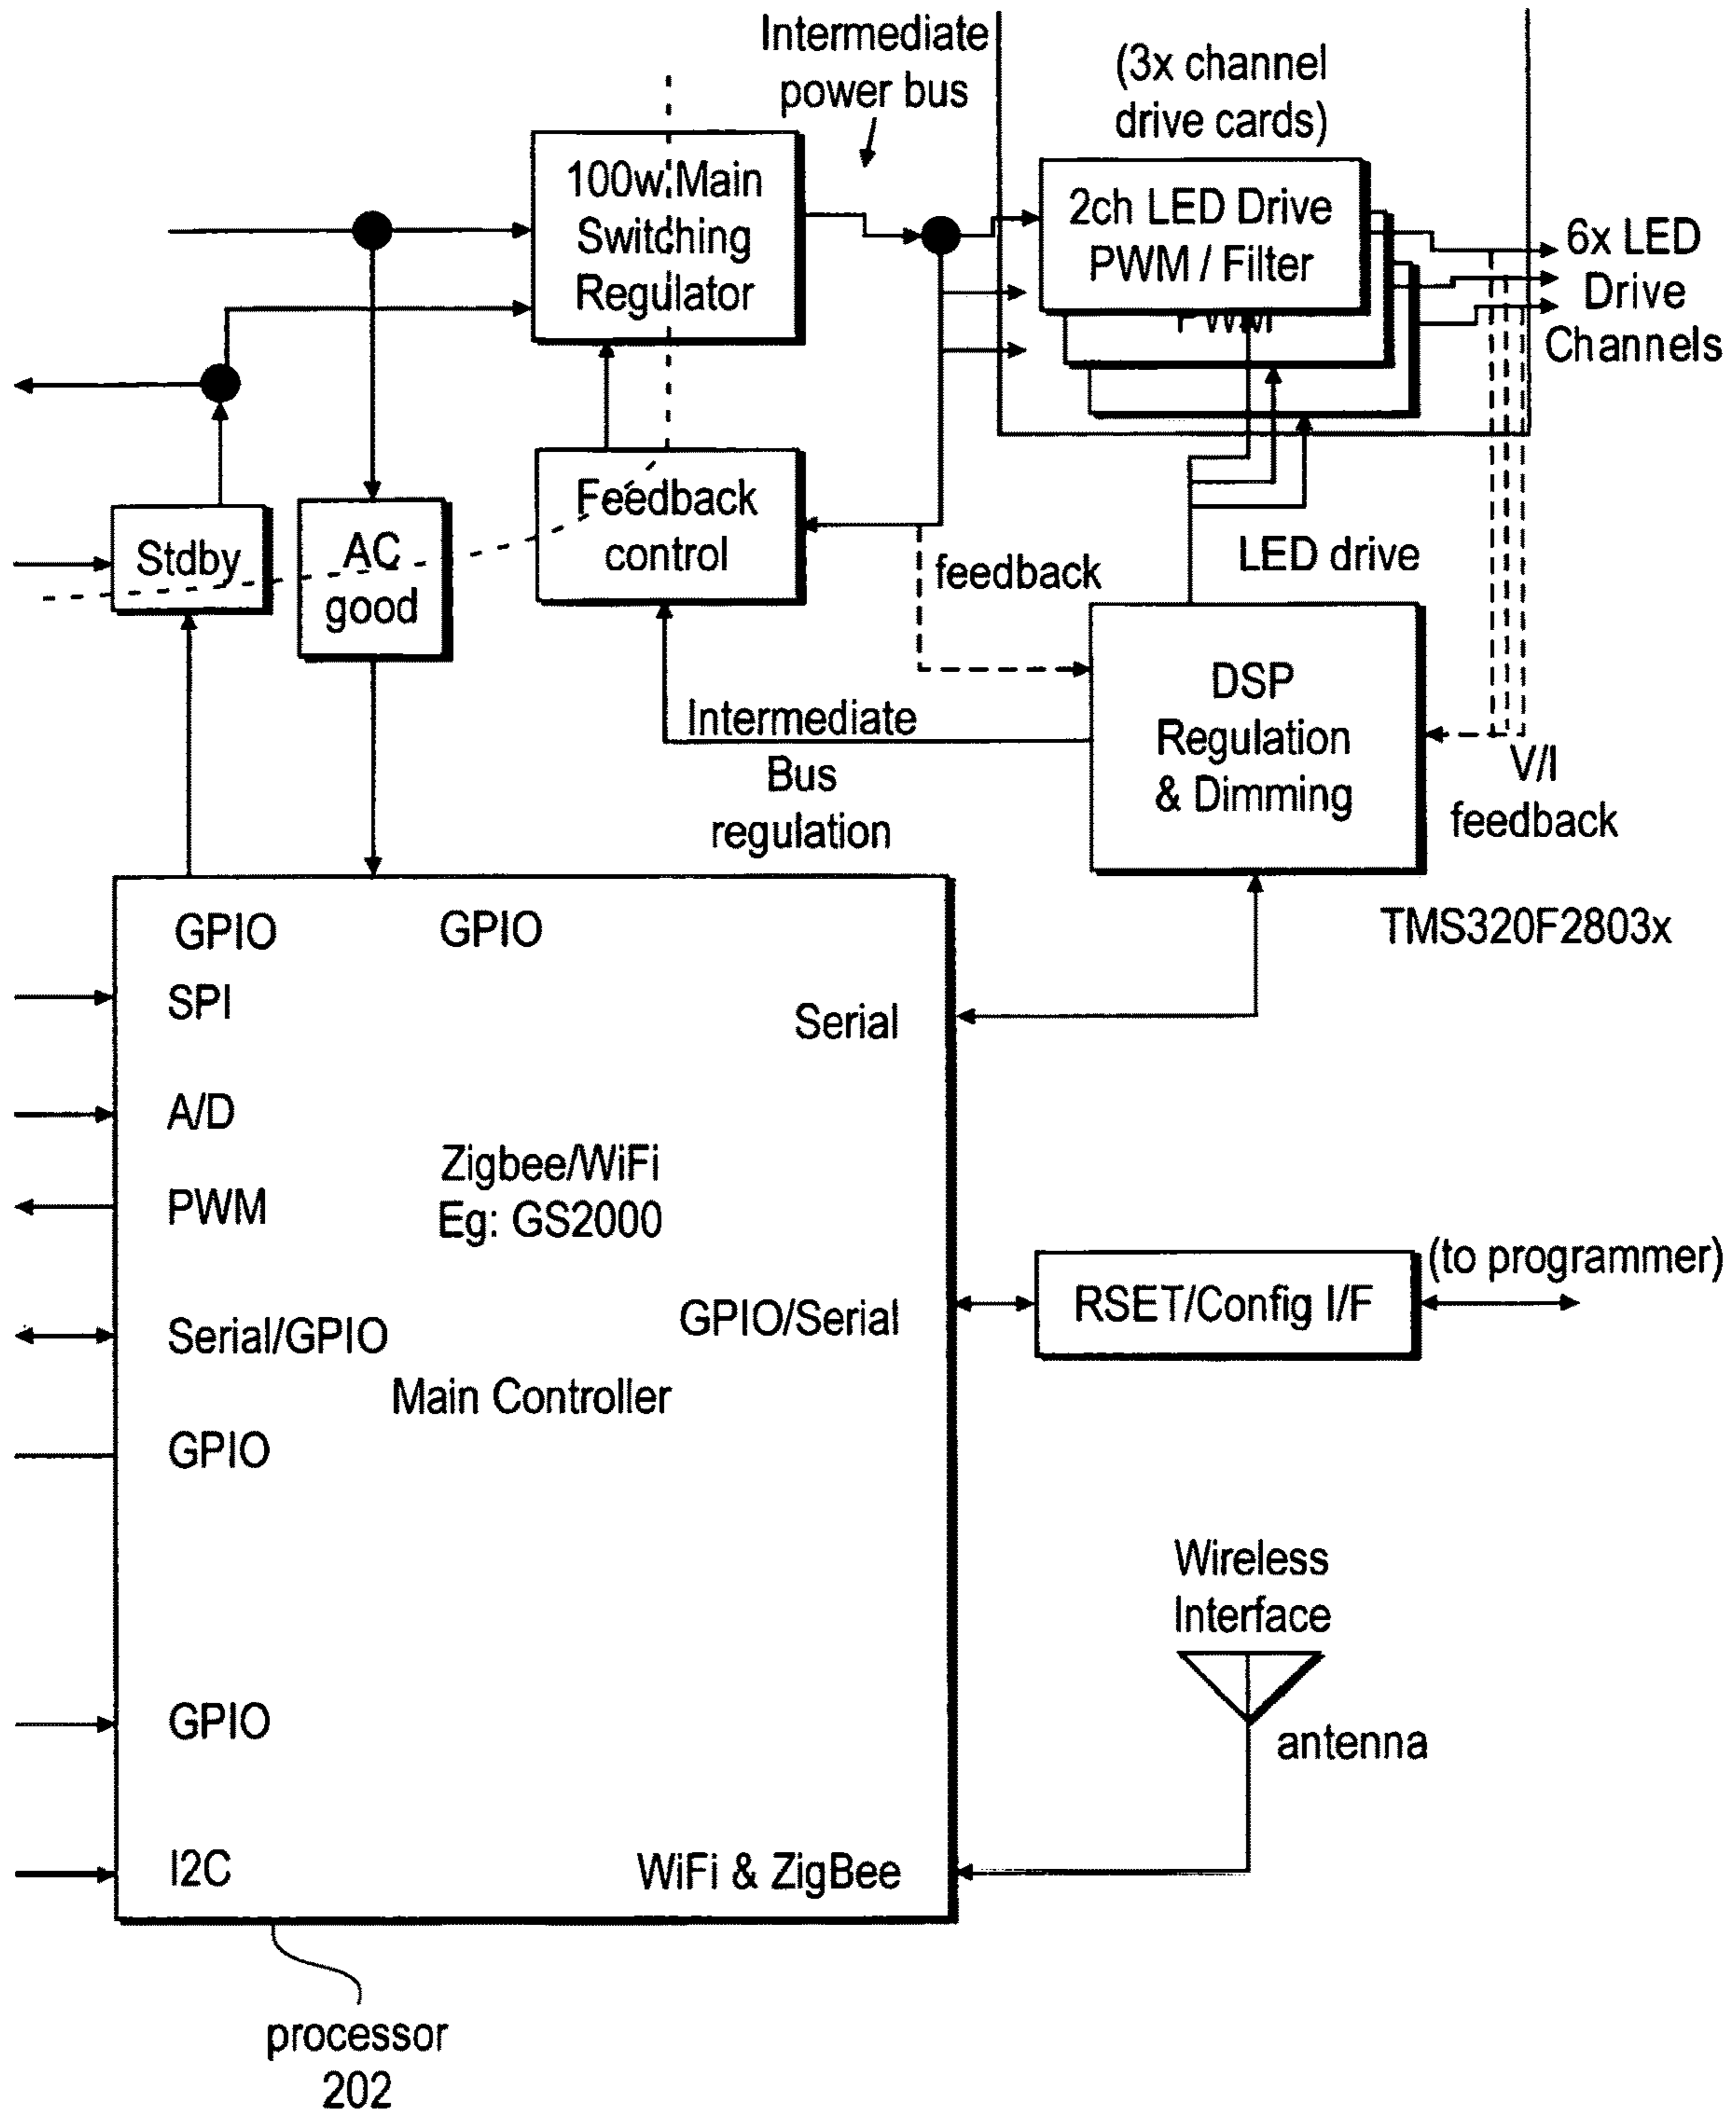 Intermediate
power bus
(3x channel
drive cards)
100w Main
Switching
Regulator
2ch LED Drive
PWM / Filter
PWM
6x LED
Drive
Channels
Stdby
AC
good
Feedback
control
feedback
LED drive
DSP
Regulation
& Dimming
Intermediate
Bus
regulation
V/I
feedback
TMS320F2803x
GPIO
GPIO
SPI
Serial
A/D
Zigbee/WiFi
Eg: GS2000
PWM
Serial/GPIO
GPIO/Serial
RSET/Config I/F
(to programmer)
Main Controller
GPIO
Wireless
Interface
GPIO
antenna
I2C
WiFi & ZigBee
processor
202